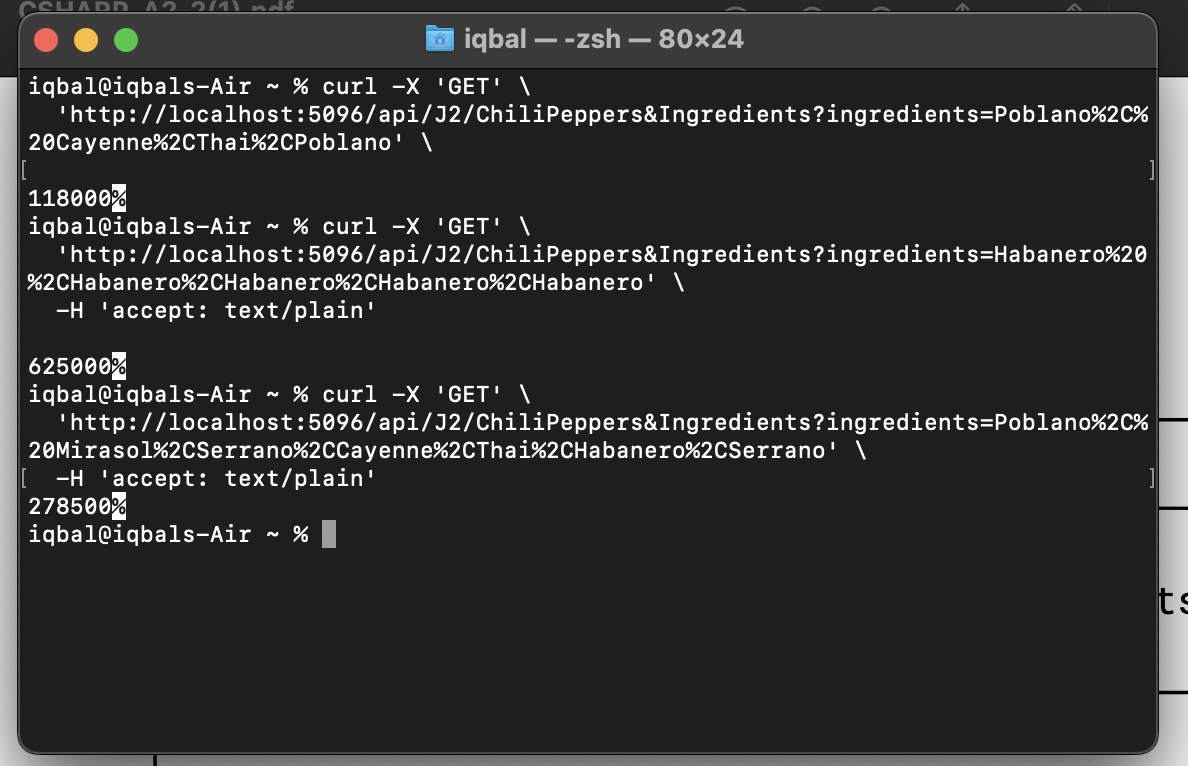 CSHARP_A2-2(1).pdf
iqbal — -zsh — 80×24
iqbal@iqbals-Air ~ % curl -X 'GET' \
'http://localhost:5096/api/J2/ChiliPeppers&Ingredients?ingredients=Poblano%2C%
20Cayenne%2CThai%2CPoblano' \
[ ]
118000%
iqbal@iqbals-Air ~ % curl -X 'GET' \
'http://localhost:5096/api/J2/ChiliPeppers&Ingredients?ingredients=Habanero%20
%2CHabanero%2CHabanero%2CHabanero%2CHabanero' \
-H 'accept: text/plain'
625000%
iqbal@iqbals-Air ~ % curl -X 'GET' \
'http://localhost:5096/api/J2/ChiliPeppers&Ingredients?ingredients=Poblano%2C%
20Mirasol%2CSerrano%2CCayenne%2CThai%2CHabanero%2CSerrano' \
[ -H 'accept: text/plain' ]
278500%
iqbal@iqbals-Air ~ %
ts